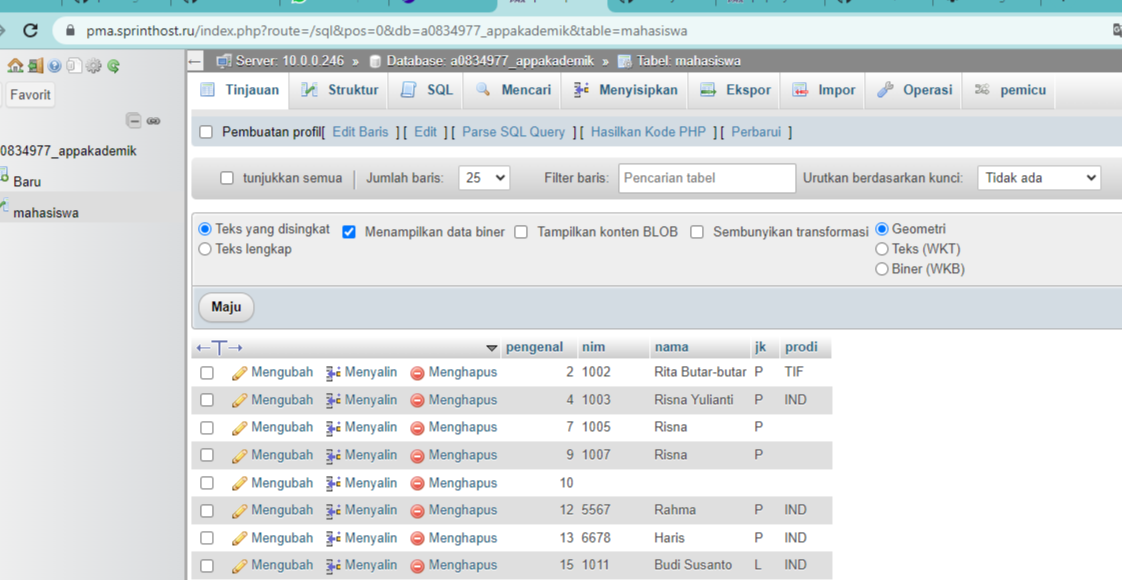 pma.sprinthost.ru/index.php?route=/sql&pos=0&db=a0834977_appakademik&table=mahasiswa
Server: 10.0.0.246 » Database: a0834977_appakademik » Tabel: mahasiswa
Favorit
Tinjauan Struktur SQL Mencari Menyisipkan Ekspor Impor Operasi pemicu
0834977_appakademik
Baru
mahasiswa
Pembuatan profil[ Edit Baris ] [ Edit ] [ Parse SQL Query ] [ Hasilkan Kode PHP ] [ Perbarui ]
tunjukkan semua Jumlah baris: 25 Filter baris: Pencarian tabel Urutkan berdasarkan kunci: Tidak ada
Teks yang disingkat Menampilkan data biner Tampilkan konten BLOB Sembunyikan transformasi Geometri
Teks lengkap Teks (WKT)
Biner (WKB)
Maju
←T→ pengenal nim nama jk prodi
Mengubah Menyalin Menghapus 2 1002 Rita Butar-butar P TIF
Mengubah Menyalin Menghapus 4 1003 Risna Yulianti P IND
Mengubah Menyalin Menghapus 7 1005 Risna P
Mengubah Menyalin Menghapus 9 1007 Risna P
Mengubah Menyalin Menghapus 10
Mengubah Menyalin Menghapus 12 5567 Rahma P IND
Mengubah Menyalin Menghapus 13 6678 Haris P IND
Mengubah Menyalin Menghapus 15 1011 Budi Susanto L IND